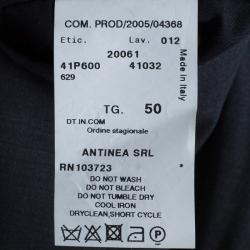 COM. PROD/2005/04368
Etic. Lav. 012
20061
41P600 41032
629
Made in Italy
TG. 50
DT IN.COM
Ordine stagionale
ANTINEA SRL
RN103723
DO NOT WASH
DO NOT BLEACH
DO NOT TUMBLE DRY
COOL IRON
DRYCLEAN,SHORT CYCLE